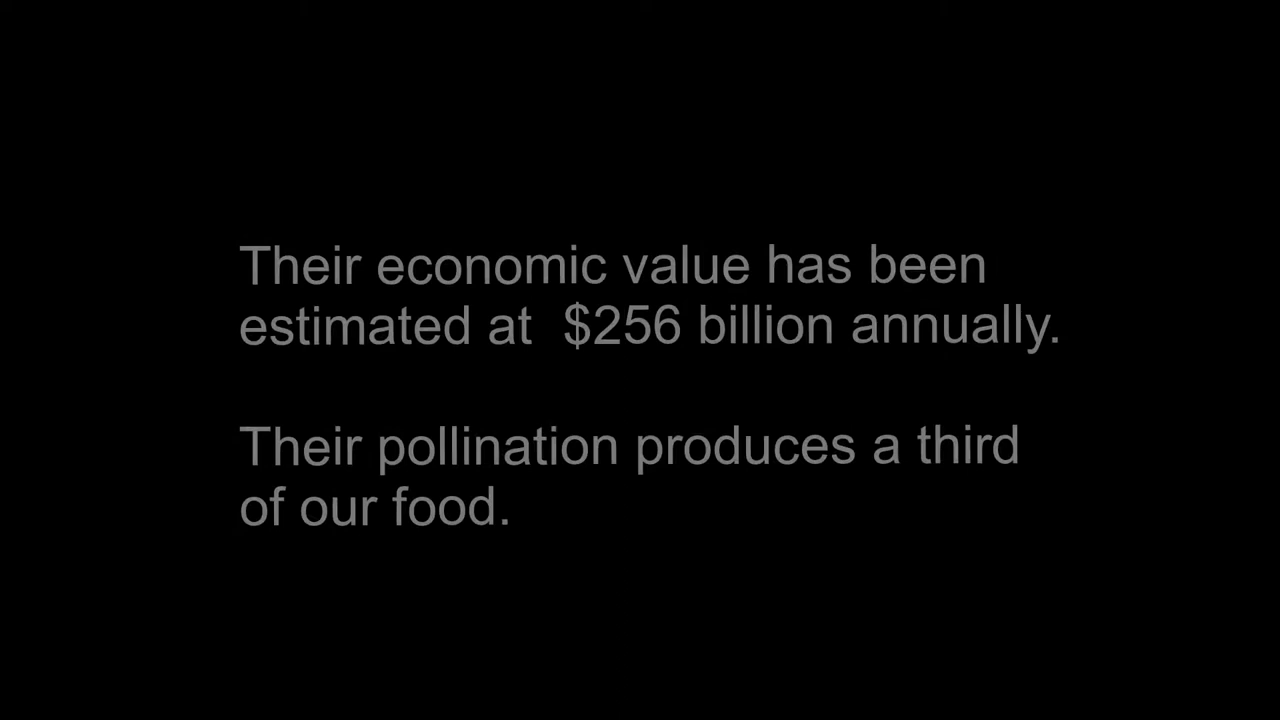 Their economic value has been
estimated at  $256 billion annually.
Their pollination produces a third
of our food.